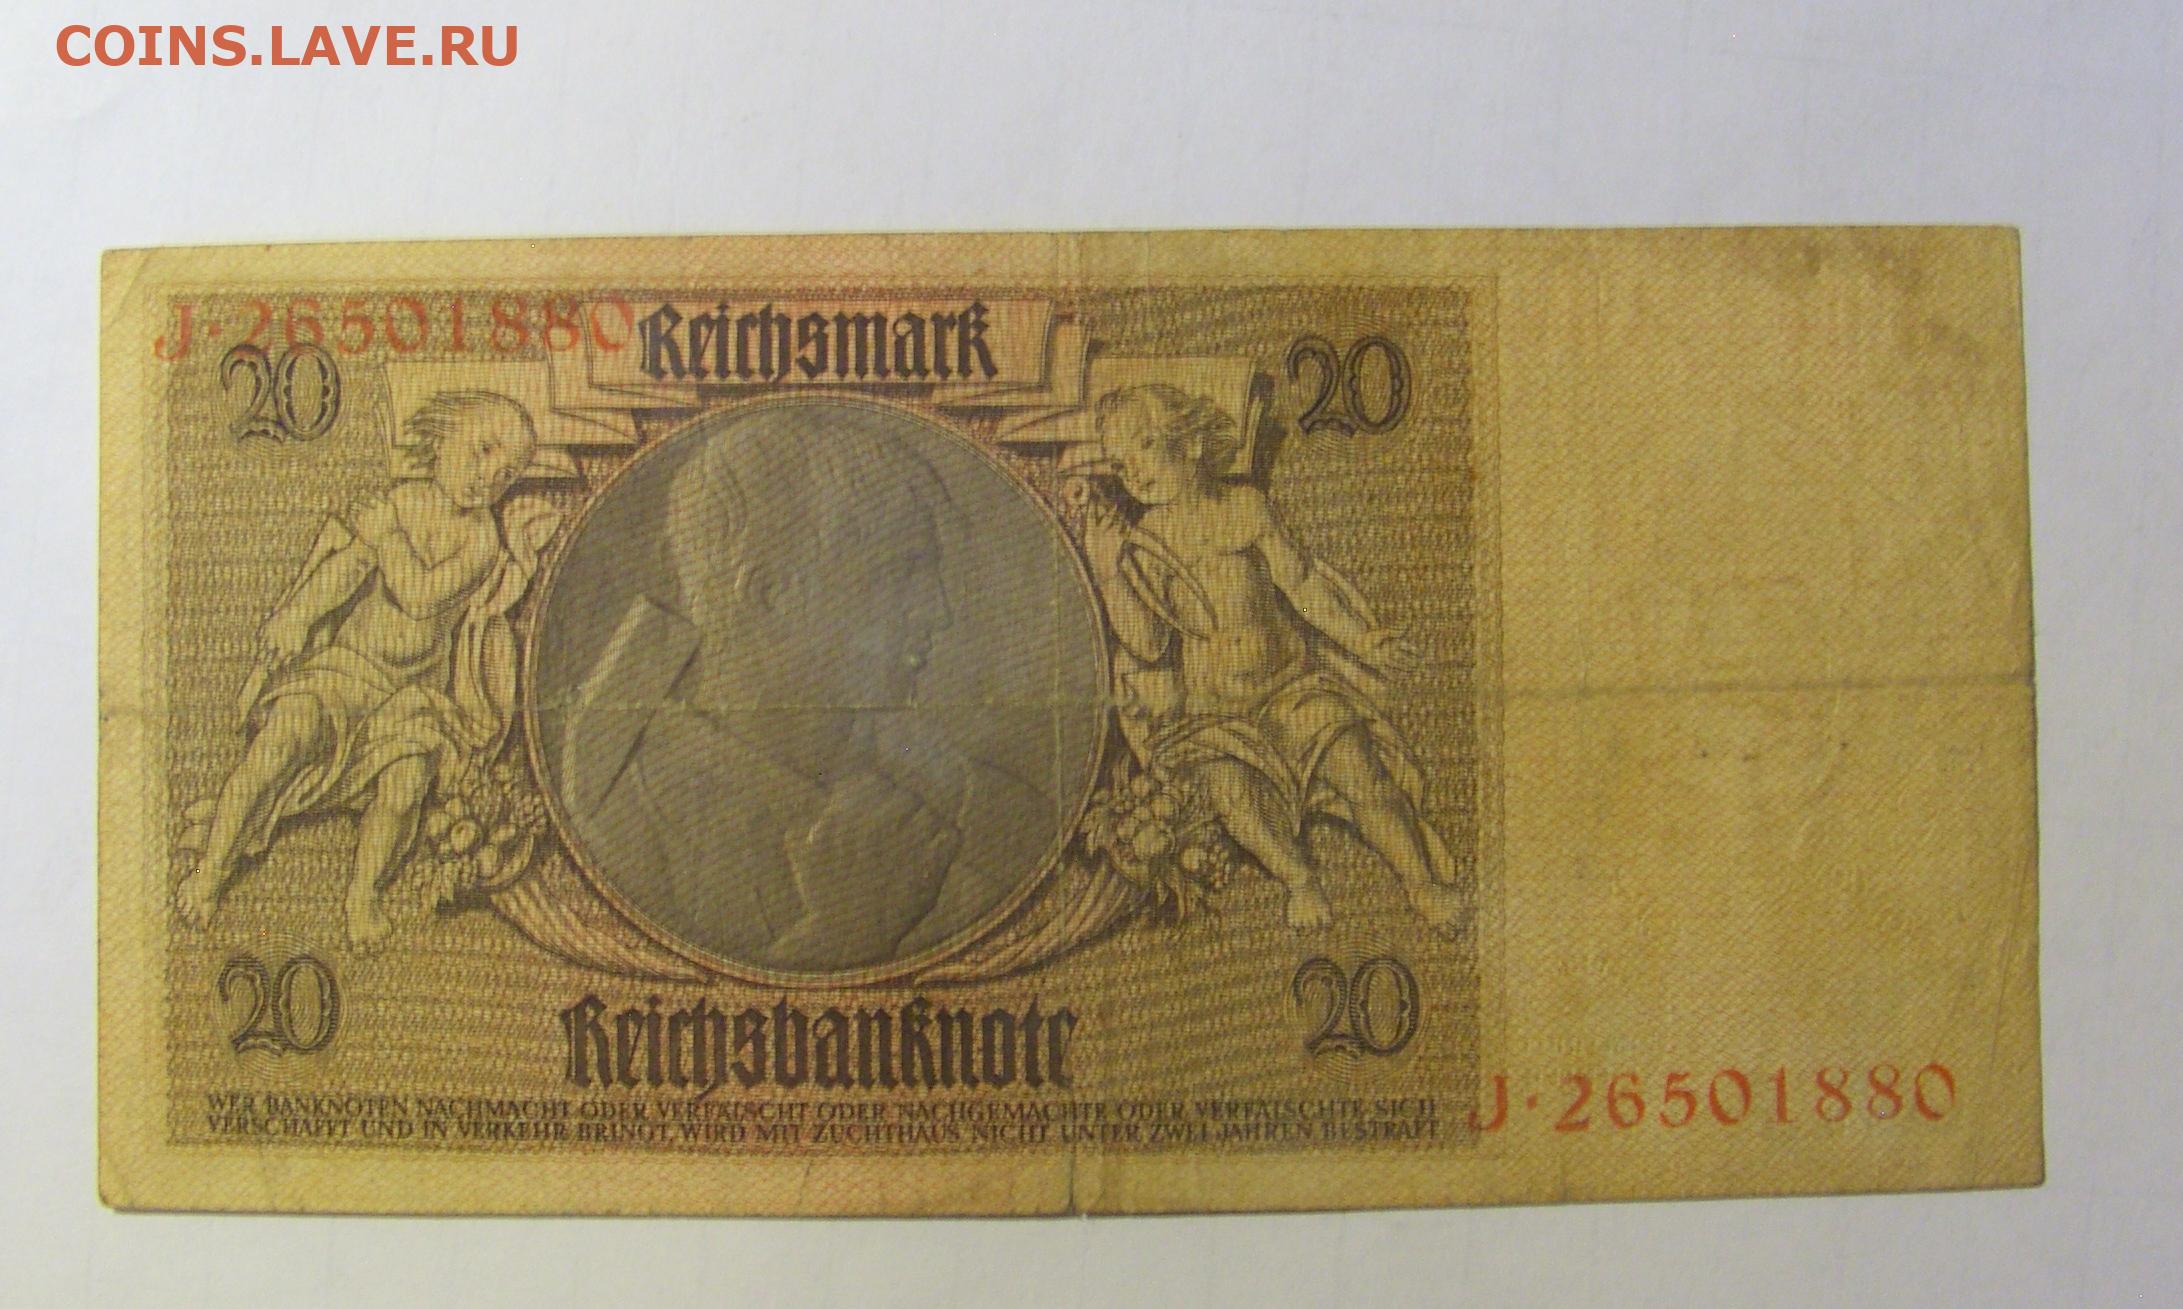 COINS.LAVE.RU
J·26501880
Reichsmark
20
20
20
20
Reichsbanknote
WER BANKNOTEN NACHMACHT ODER VERFÄLSCHT ODER NACHGEMACHTE ODER VERFÄLSCHTE SICH
VERSCHAFFT UND IN VERKEHR BRINGT, WIRD MIT ZUCHTHAUS NICHT UNTER ZWEI JAHREN BESTRAFT
J·26501880